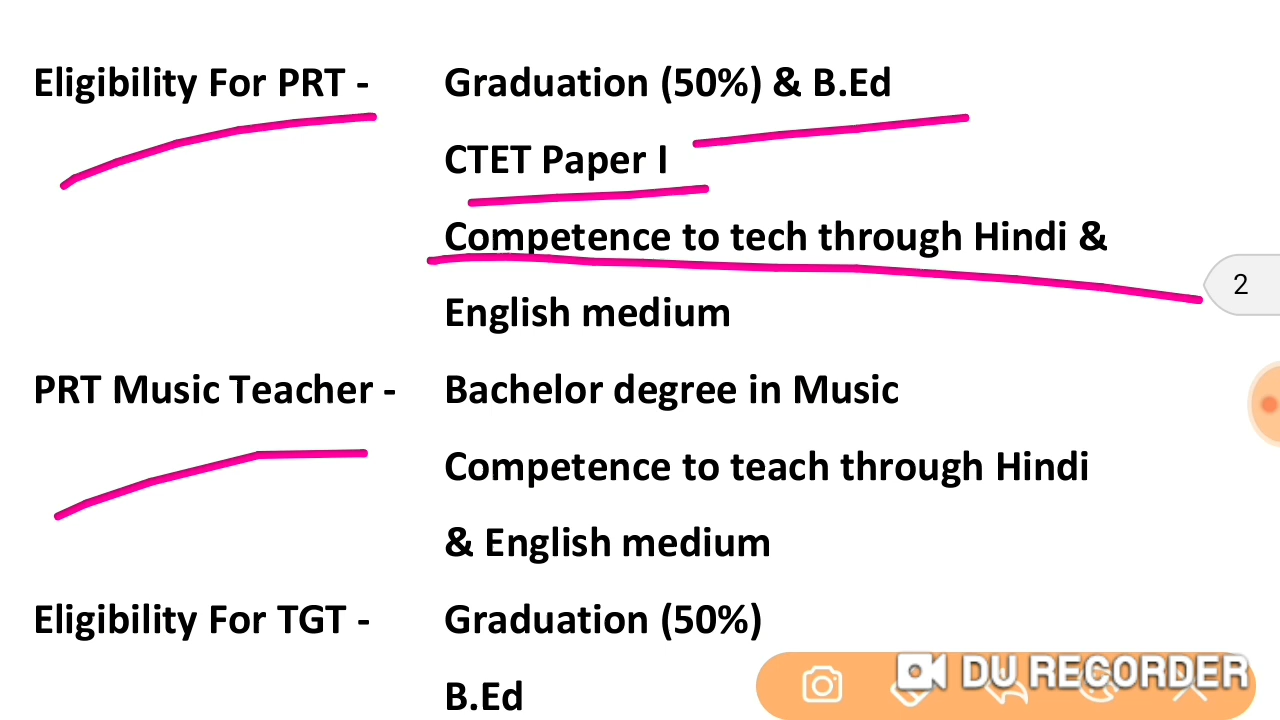 Eligibility For PRT - Graduation (50%) & B.Ed
CTET Paper I
Competence to tech through Hindi &
English medium
2
PRT Music Teacher - Bachelor degree in Music
Competence to teach through Hindi
& English medium
Eligibility For TGT - Graduation (50%)
B.Ed
DU RECORDER